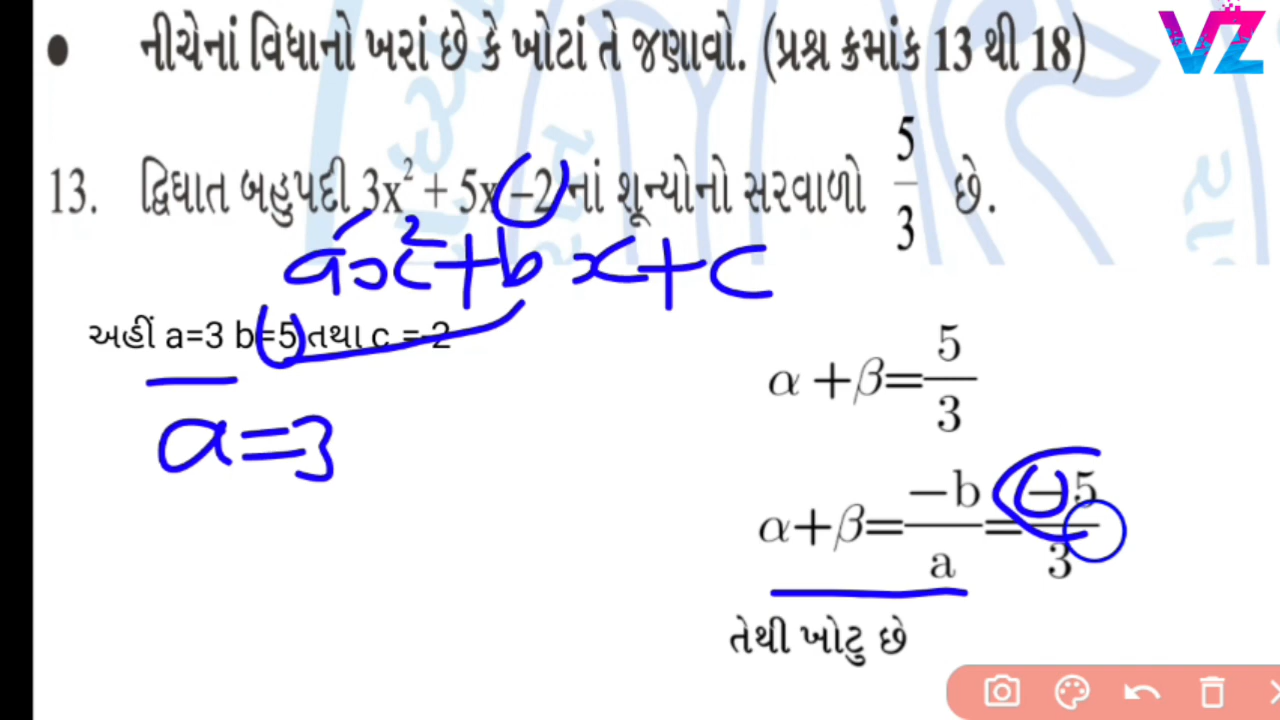 VZ
• નીચેનાં વિધાનો ખરાં છે કે ખોટાં તે જણાવો. (પ્રશ્ન ક્રમાંક 13 થી 18)
13. દ્વિઘાત બહુપદી 3x² + 5x –2 નાં શૂન્યોનો સરવાળો 5/3 છે.
ax²+bx+c
અહીં a=3 b=5 તથા c =-2
a=3
α+β=5/3
α+β=-b/a=-5/3
તેથી ખોટુ છે